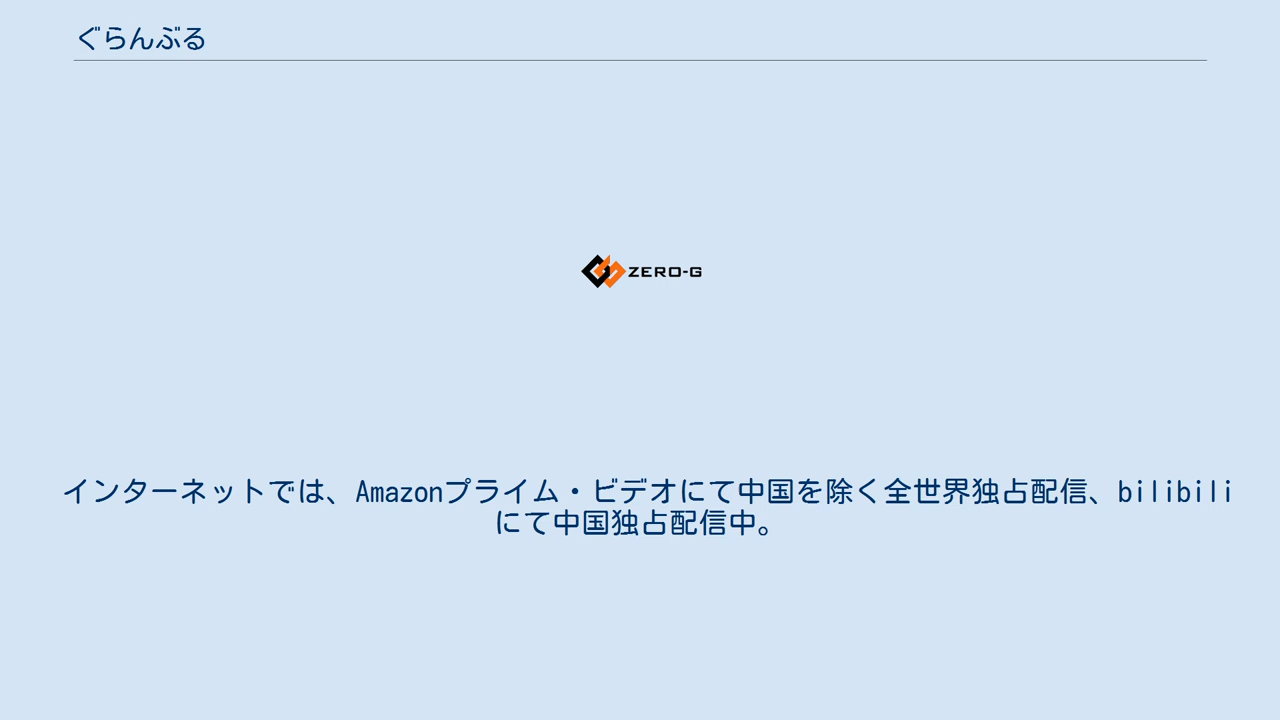 ぐらんぶる
ZERO-G
インターネットでは、Amazonプライム・ビデオにて中国を除く全世界独占配信、bilibili
にて中国独占配信中。